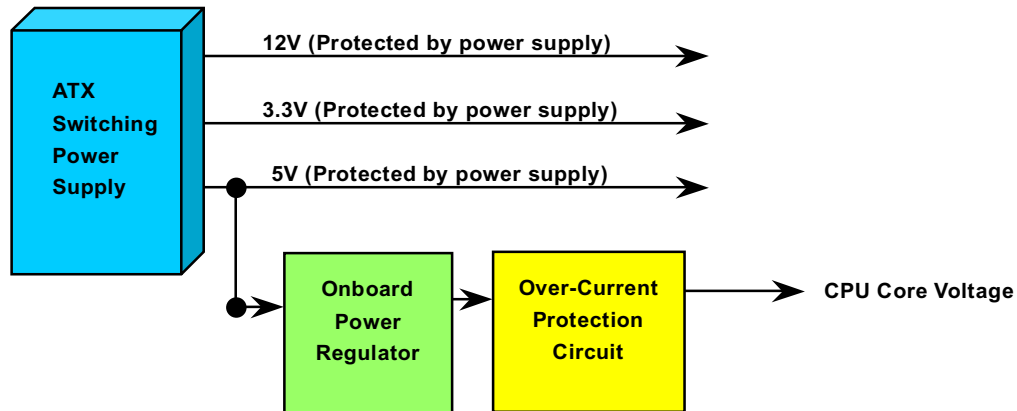 12V (Protected by power supply)
ATX
Switching
Power
Supply
3.3V (Protected by power supply)
5V (Protected by power supply)
Onboard
Power
Regulator
Over-Current
Protection
Circuit
CPU Core Voltage